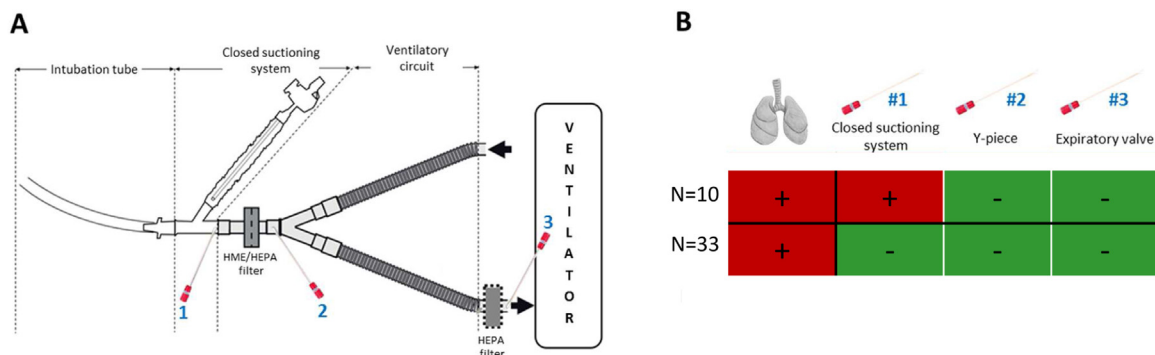 A
Intubation tube
Closed suctioning
system
Ventilatory
circuit
HME/HEPA
filter
1
2
3
HEPA
filter
V
E
N
T
I
L
A
T
O
R
B
#1
#2
#3
Closed suctioning
system
Y-piece
Expiratory valve
N=10
+ + - -
N=33
+ - - -